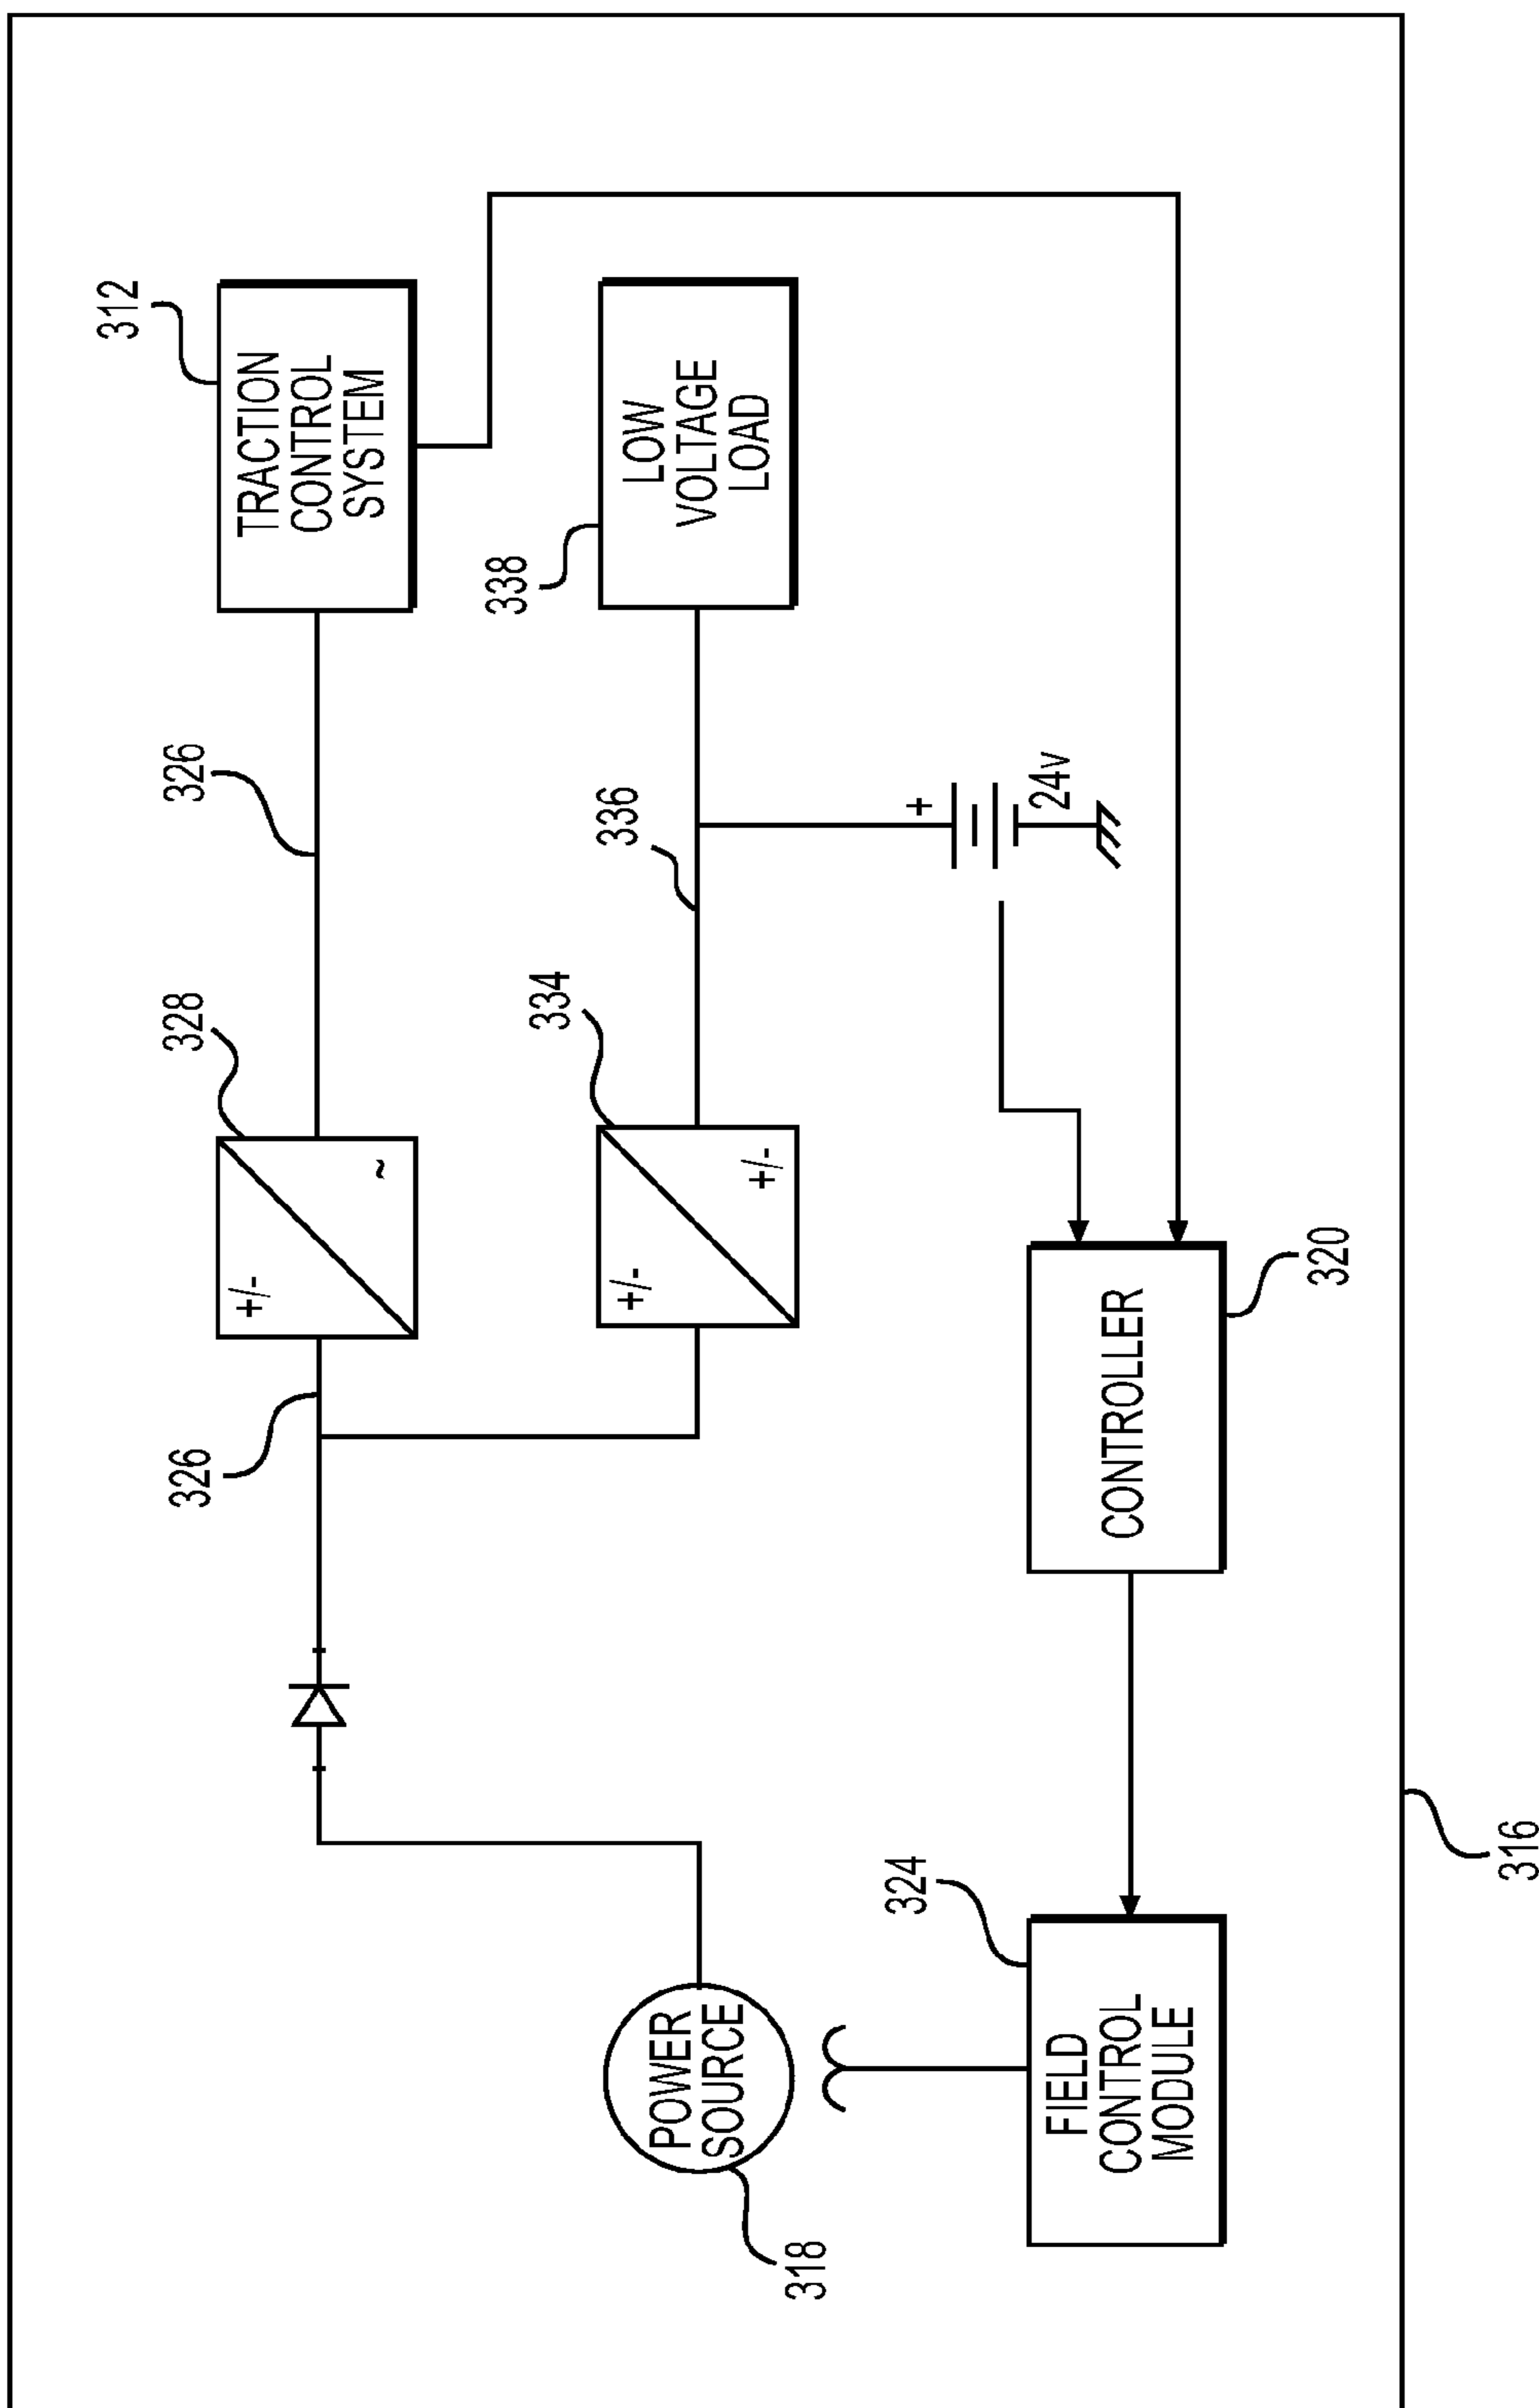 312
326
328
326
+/-
~
TRACTION
CONTROL
SYSTEM
338
334
336
+/-
+/-
LOW
VOLTAGE
LOAD
POWER
SOURCE
318
324
+
24v
FIELD
CONTROL
MODULE
CONTROLLER
320
316